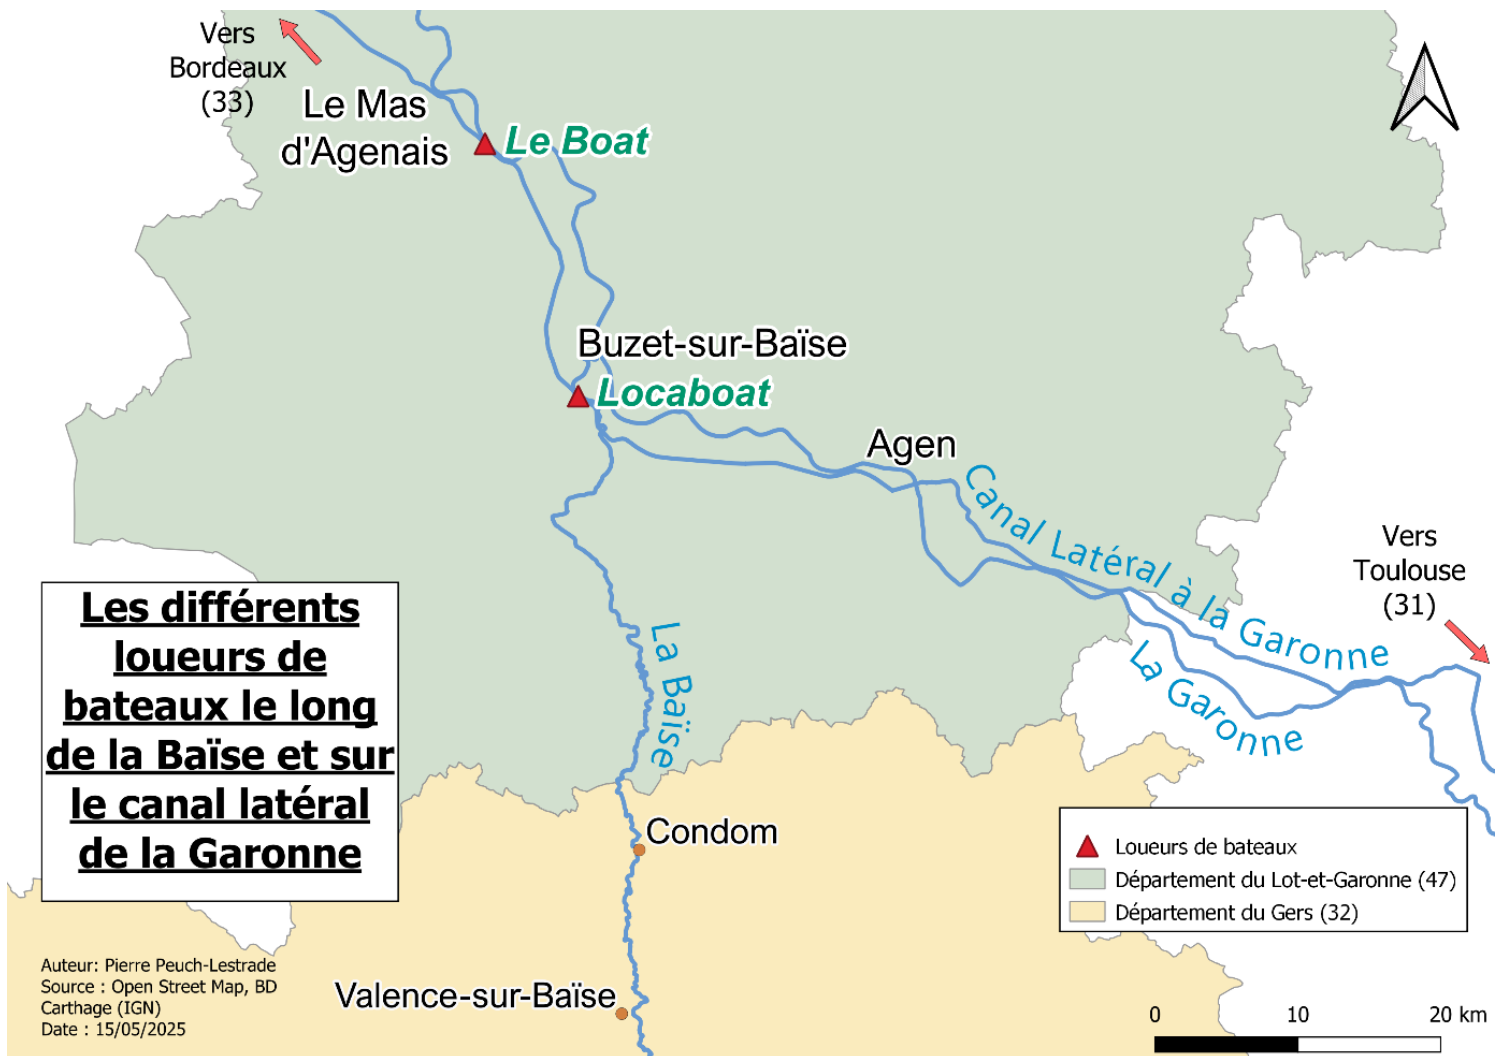 Vers
Bordeaux
(33)
Le Mas
d'Agenais
Le Boat
Buzet-sur-Baïse
Locaboat
Agen
Canal Latéral à la Garonne
Vers
Toulouse
(31)
La Garonne
La Baïse
Les différents
loueurs de
bateaux le long
de la Baïse et sur
le canal latéral
de la Garonne
Condom
Valence-sur-Baïse
Loueurs de bateaux
Département du Lot-et-Garonne (47)
Département du Gers (32)
Auteur: Pierre Peuch-Lestrade
Source : Open Street Map, BD
Carthage (IGN)
Date : 15/05/2025
0 10 20 km